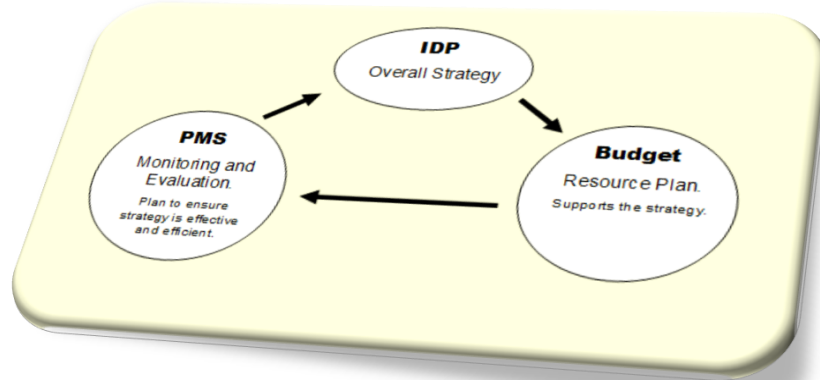 IDP
Overall Strategy
PMS
Monitoring and
Evaluation.
Plan to ensure
strategy is effective
and efficient.
Budget
Resource Plan.
Supports the strategy.